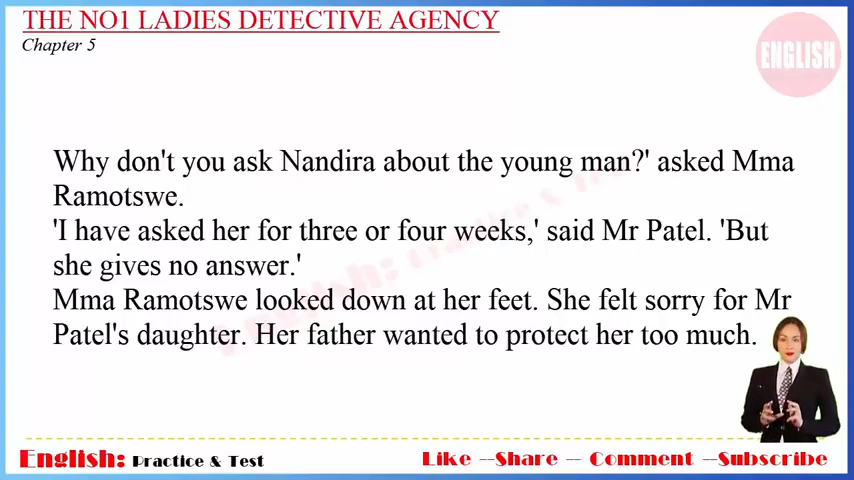 THE NO1 LADIES DETECTIVE AGENCY
Chapter 5
ENGLISH
Why don't you ask Nandira about the young man?' asked Mma
Ramotswe.
'I have asked her for three or four weeks,' said Mr Patel. 'But
she gives no answer.'
Mma Ramotswe looked down at her feet. She felt sorry for Mr
Patel's daughter. Her father wanted to protect her too much.
English: Practice & Test
English: Practice & Test
Like --Share -- Comment --Subscribe